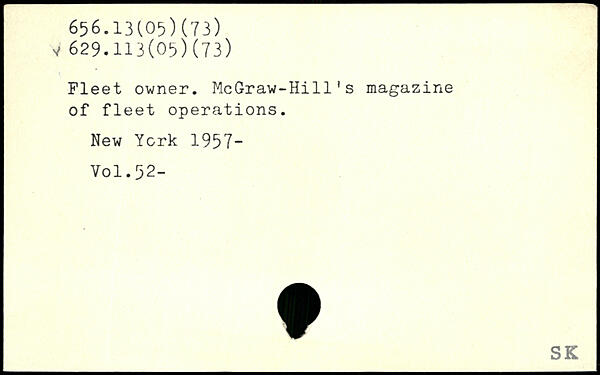 656.13(05)(73)
√ 629.113(05)(73)
Fleet owner. McGraw-Hill's magazine
of fleet operations.
New York 1957-
Vol.52-
SK